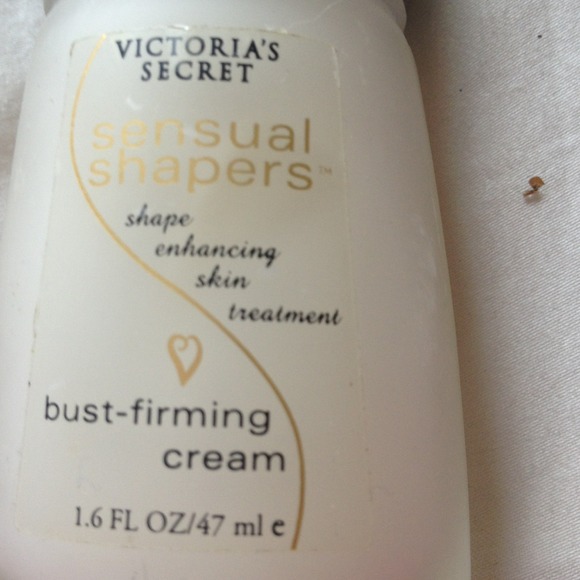 VICTORIA'S
SECRET
sensual
shapers™
shape
enhancing
skin
treatment
bust-firming
cream
1.6 FL OZ/47 ml e